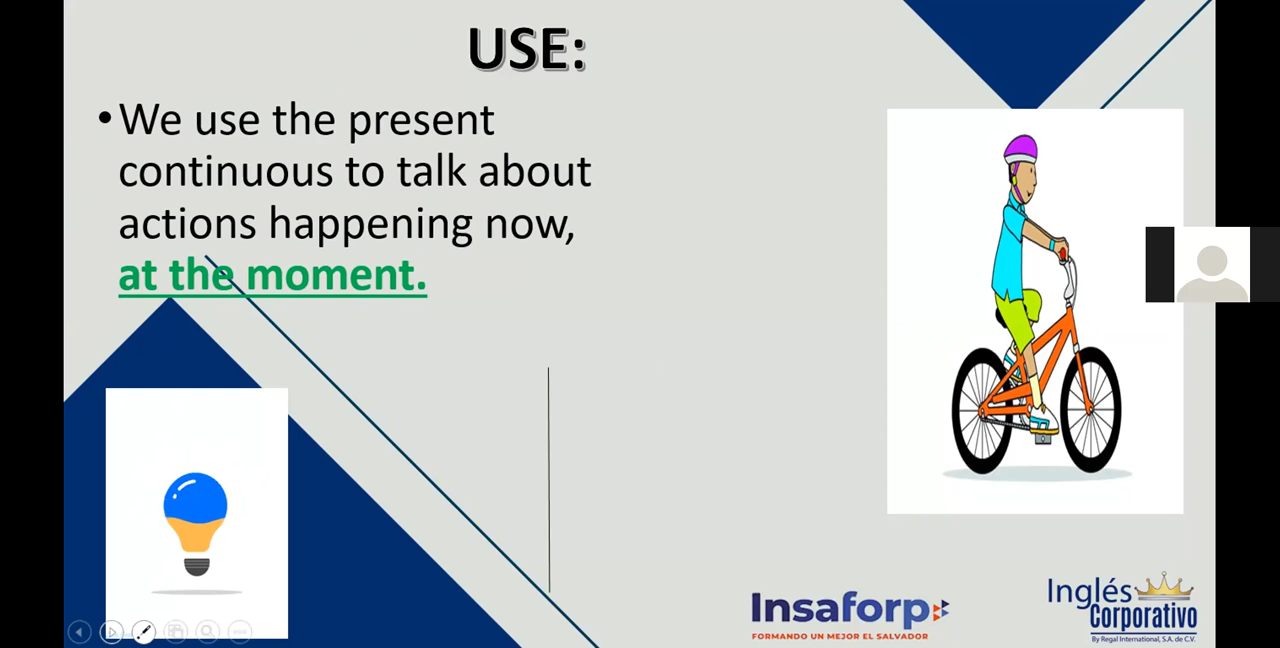 USE:
•We use the present
continuous to talk about
actions happening now,
at the moment.
Insaforp
FORMANDO UN MEJOR EL SALVADOR
Inglés
Corporativo
By Regal International, S.A. de C.V.